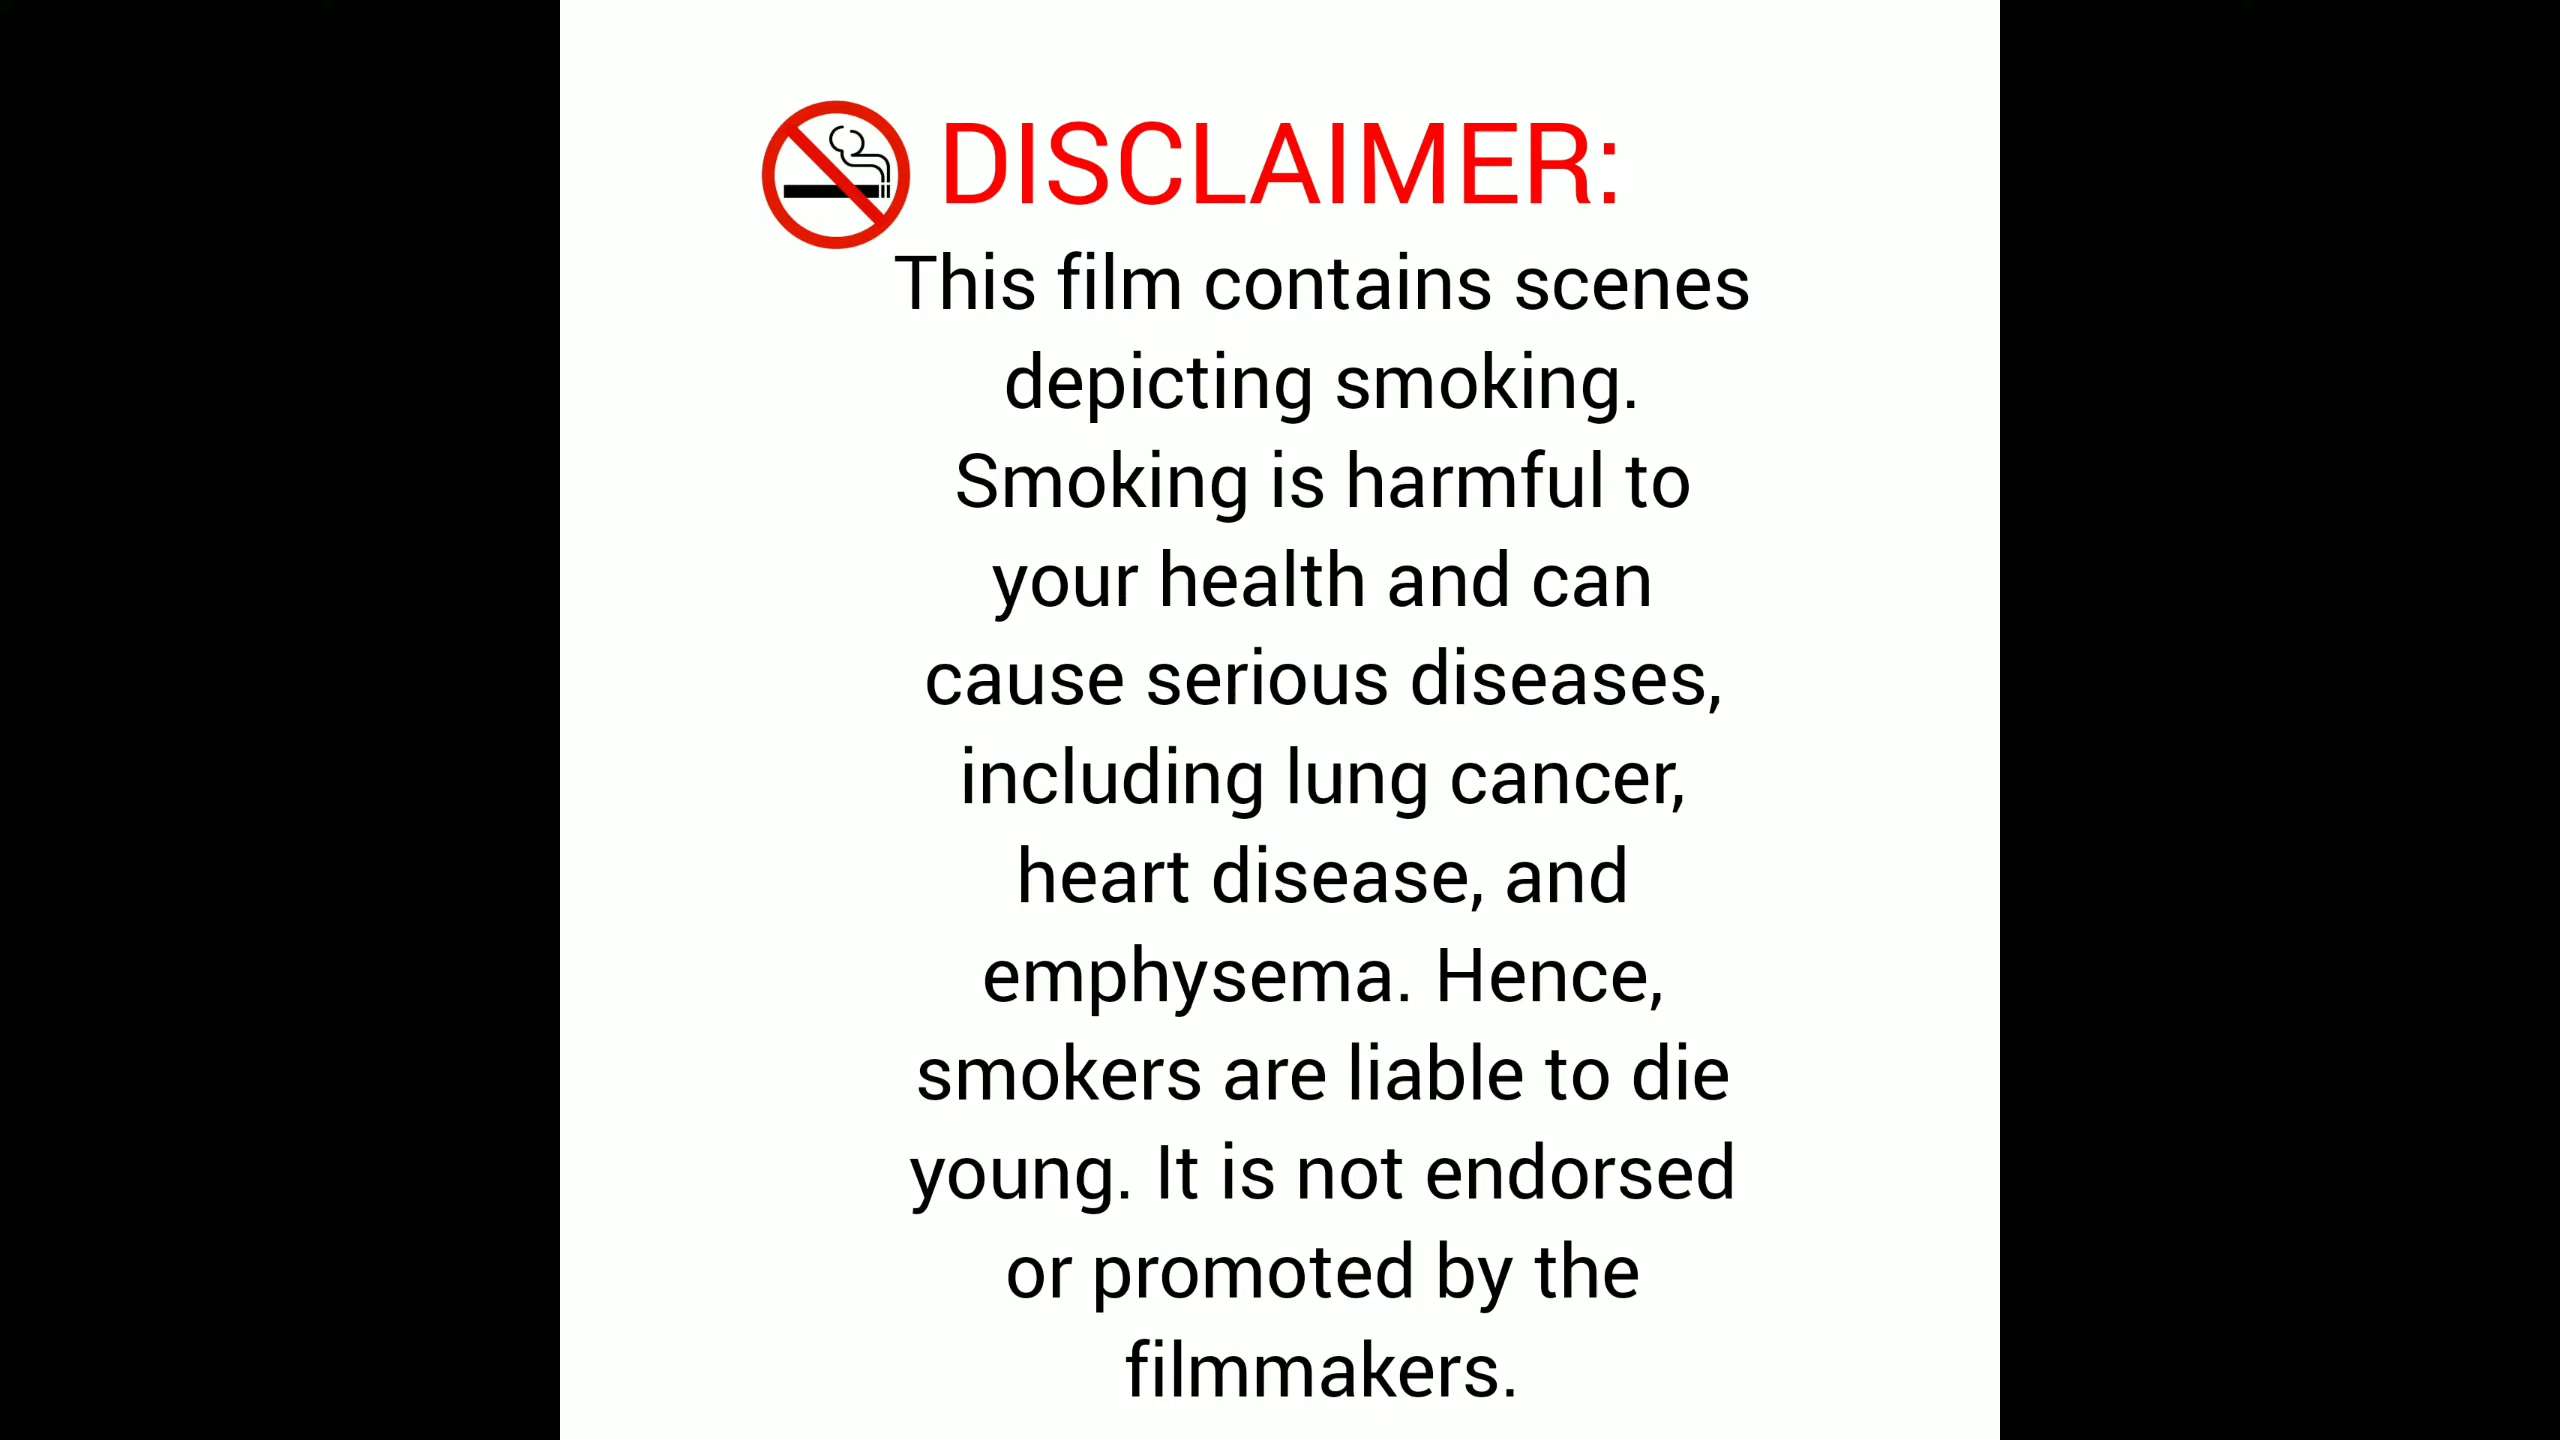 DISCLAIMER:
This film contains scenes
depicting smoking.
Smoking is harmful to
your health and can
cause serious diseases,
including lung cancer,
heart disease, and
emphysema. Hence,
smokers are liable to die
young. It is not endorsed
or promoted by the
filmmakers.